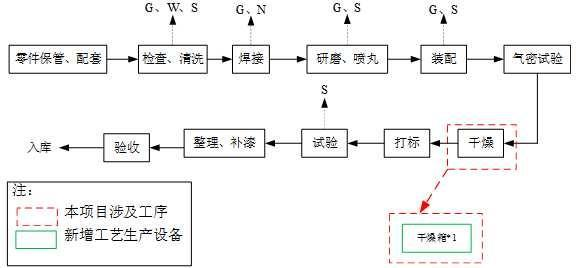 G、W、S
G、N
G、S
G、S
零件保管、配套
检查、清洗
焊接
研磨、喷丸
装配
气密试验
S
入库
验收
整理、补漆
试验
打标
干燥
注：
本项目涉及工序
新增工艺生产设备
干燥箱*1